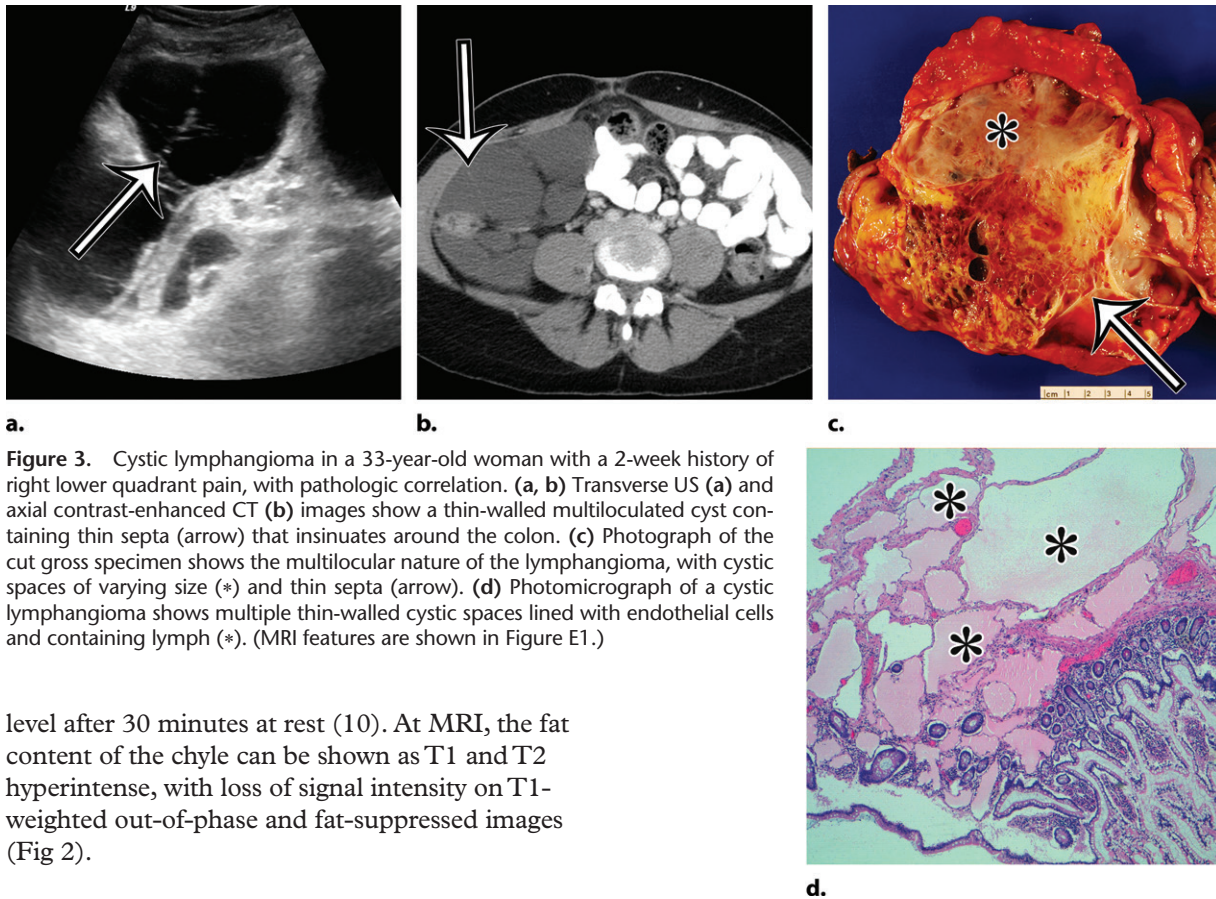 L9
cm 1 2 3 4 5
a.
b.
c.
Figure 3. Cystic lymphangioma in a 33-year-old woman with a 2-week history of
right lower quadrant pain, with pathologic correlation. (a, b) Transverse US (a) and
axial contrast-enhanced CT (b) images show a thin-walled multiloculated cyst con-
taining thin septa (arrow) that insinuates around the colon. (c) Photograph of the
cut gross specimen shows the multilocular nature of the lymphangioma, with cystic
spaces of varying size (*) and thin septa (arrow). (d) Photomicrograph of a cystic
lymphangioma shows multiple thin-walled cystic spaces lined with endothelial cells
and containing lymph (*). (MRI features are shown in Figure E1.)
level after 30 minutes at rest (10). At MRI, the fat
content of the chyle can be shown as T1 and T2
hyperintense, with loss of signal intensity on T1-
weighted out-of-phase and fat-suppressed images
(Fig 2).
d.